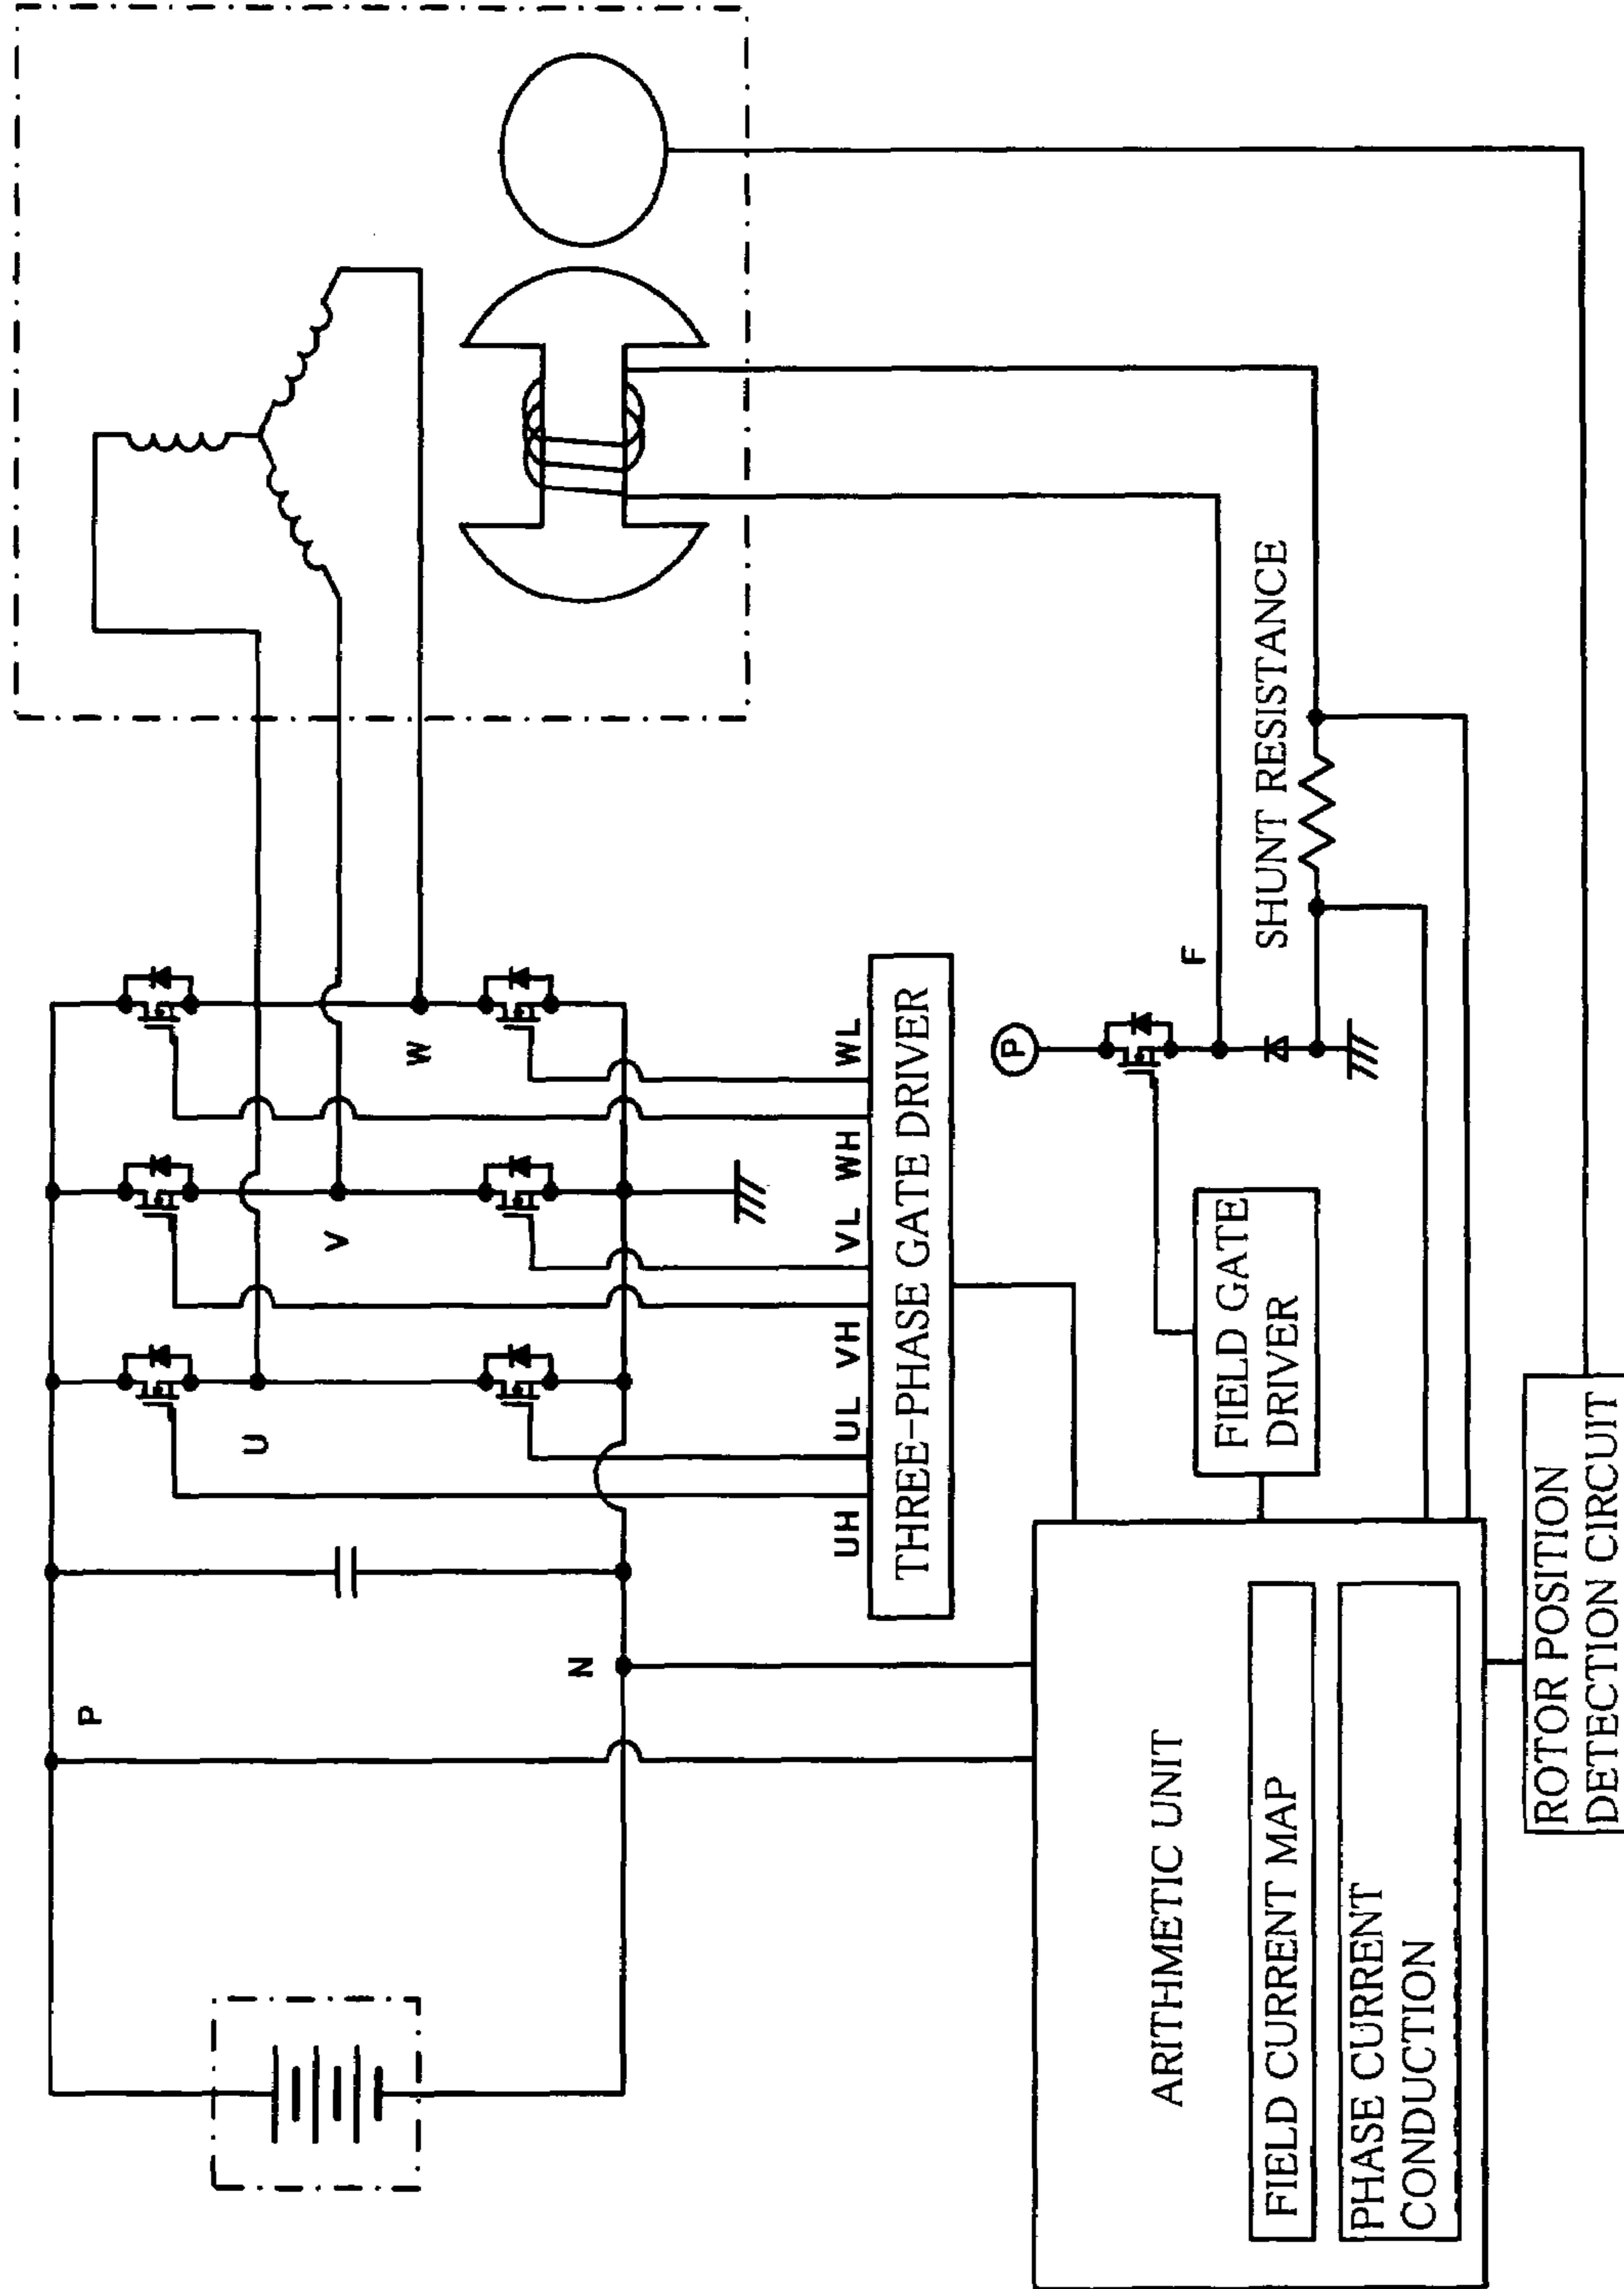 P
N
U
V
W
UH
UL
VH
VL
WH
WL
THREE-PHASE GATE DRIVER
P
F
SHUNT RESISTANCE
FIELD GATE
DRIVER
ARITHMETIC UNIT
FIELD CURRENT MAP
PHASE CURRENT
CONDUCTION
ROTOR POSITION
DETECTION CIRCUIT